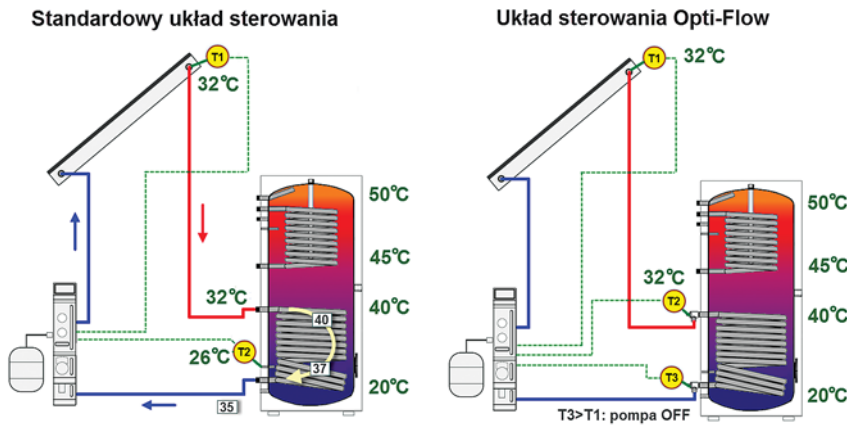 Standardowy układ sterowania
T1
32°C
50°C
45°C
32°C
40
40°C
T2
26°C
37
20°C
35
Układ sterowania Opti-Flow
T1
32°C
50°C
45°C
32°C
T2
40°C
T3
20°C
T3>T1: pompa OFF